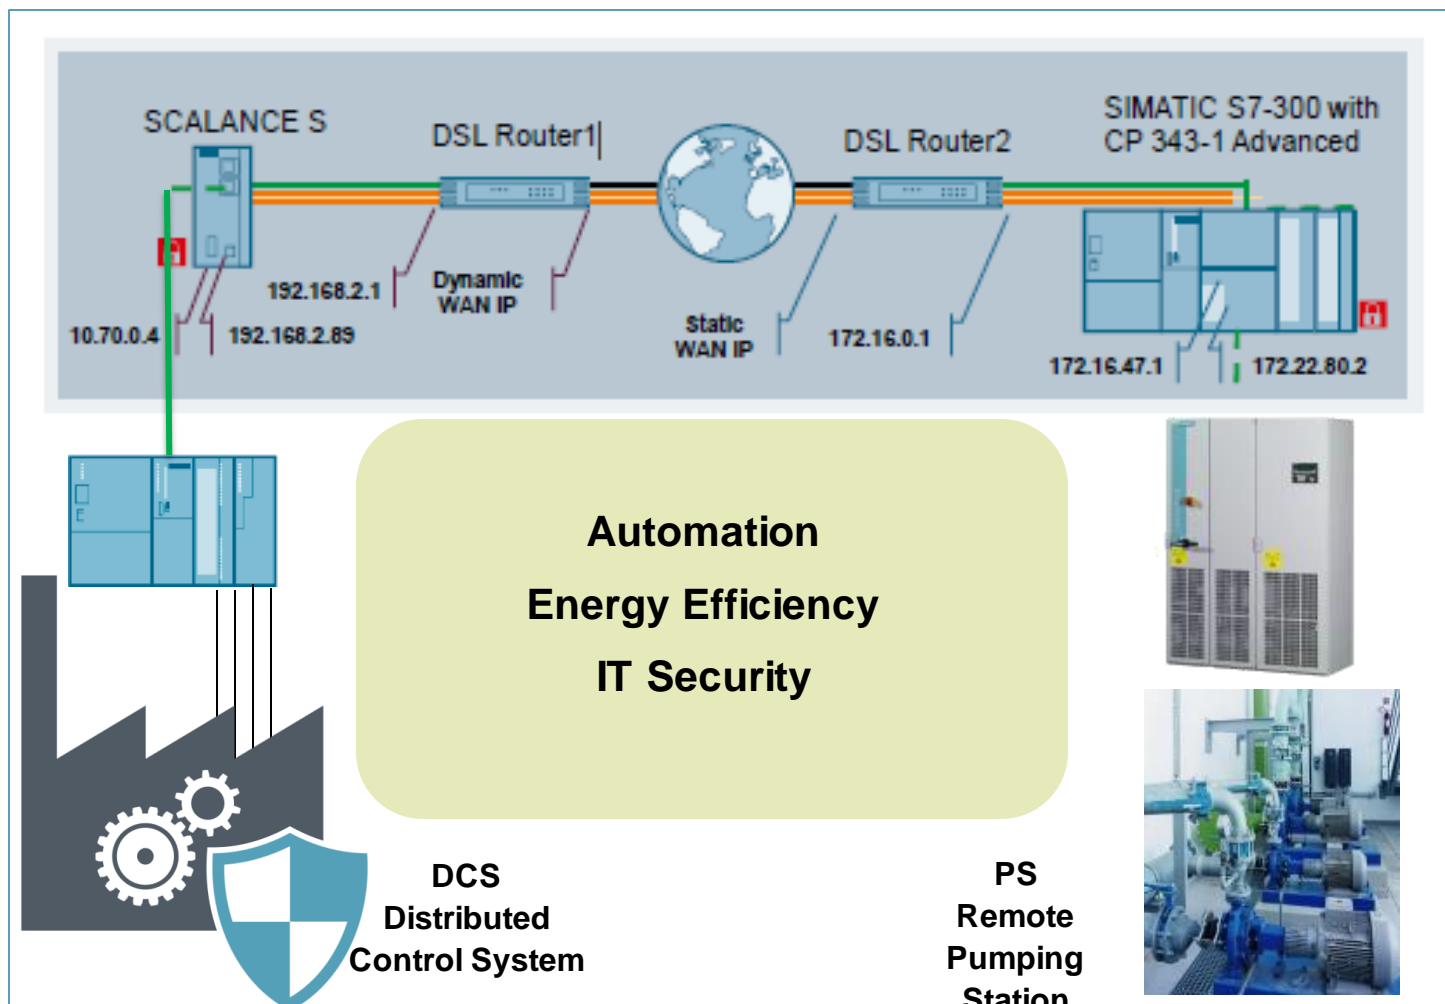 SCALANCE S
DSL Router1
DSL Router2
SIMATIC S7-300 with
CP 343-1 Advanced
192.168.2.1
Dynamic
WAN IP
10.70.0.4
192.168.2.89
Static
WAN IP
172.16.0.1
172.16.47.1
172.22.80.2
Automation
Energy Efficiency
IT Security
DCS
Distributed
Control System
PS
Remote
Pumping
Station